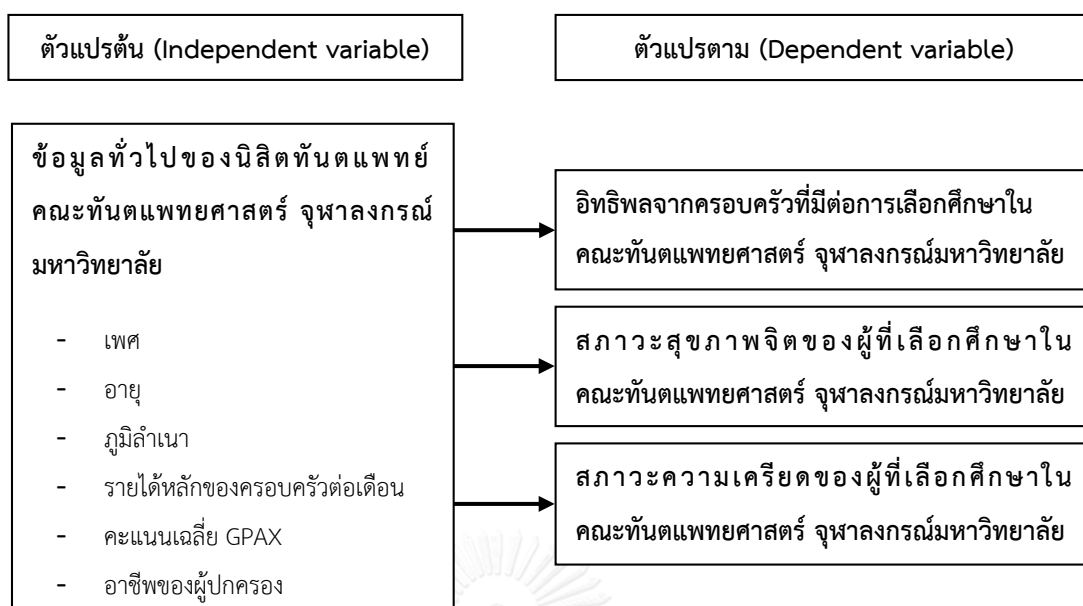 ตัวแปรต้น (Independent variable)
ตัวแปรตาม (Dependent variable)
ข้อมูลทั่วไปของนิสิตทันตแพทย์
คณะทันตแพทยศาสตร์ จุฬาลงกรณ์
มหาวิทยาลัย
- เพศ
- อายุ
- ภูมิลำเนา
- รายได้หลักของครอบครัวต่อเดือน
- คะแนนเฉลี่ย GPAX
- อาชีพของผู้ปกครอง
อิทธิพลจากครอบครัวที่มีต่อการเลือกศึกษาใน
คณะทันตแพทยศาสตร์ จุฬาลงกรณ์มหาวิทยาลัย
สภาวะสุขภาพจิตของผู้ที่เลือกศึกษาใน
คณะทันตแพทยศาสตร์ จุฬาลงกรณ์มหาวิทยาลัย
สภาวะความเครียดของผู้ที่เลือกศึกษาใน
คณะทันตแพทยศาสตร์ จุฬาลงกรณ์มหาวิทยาลัย